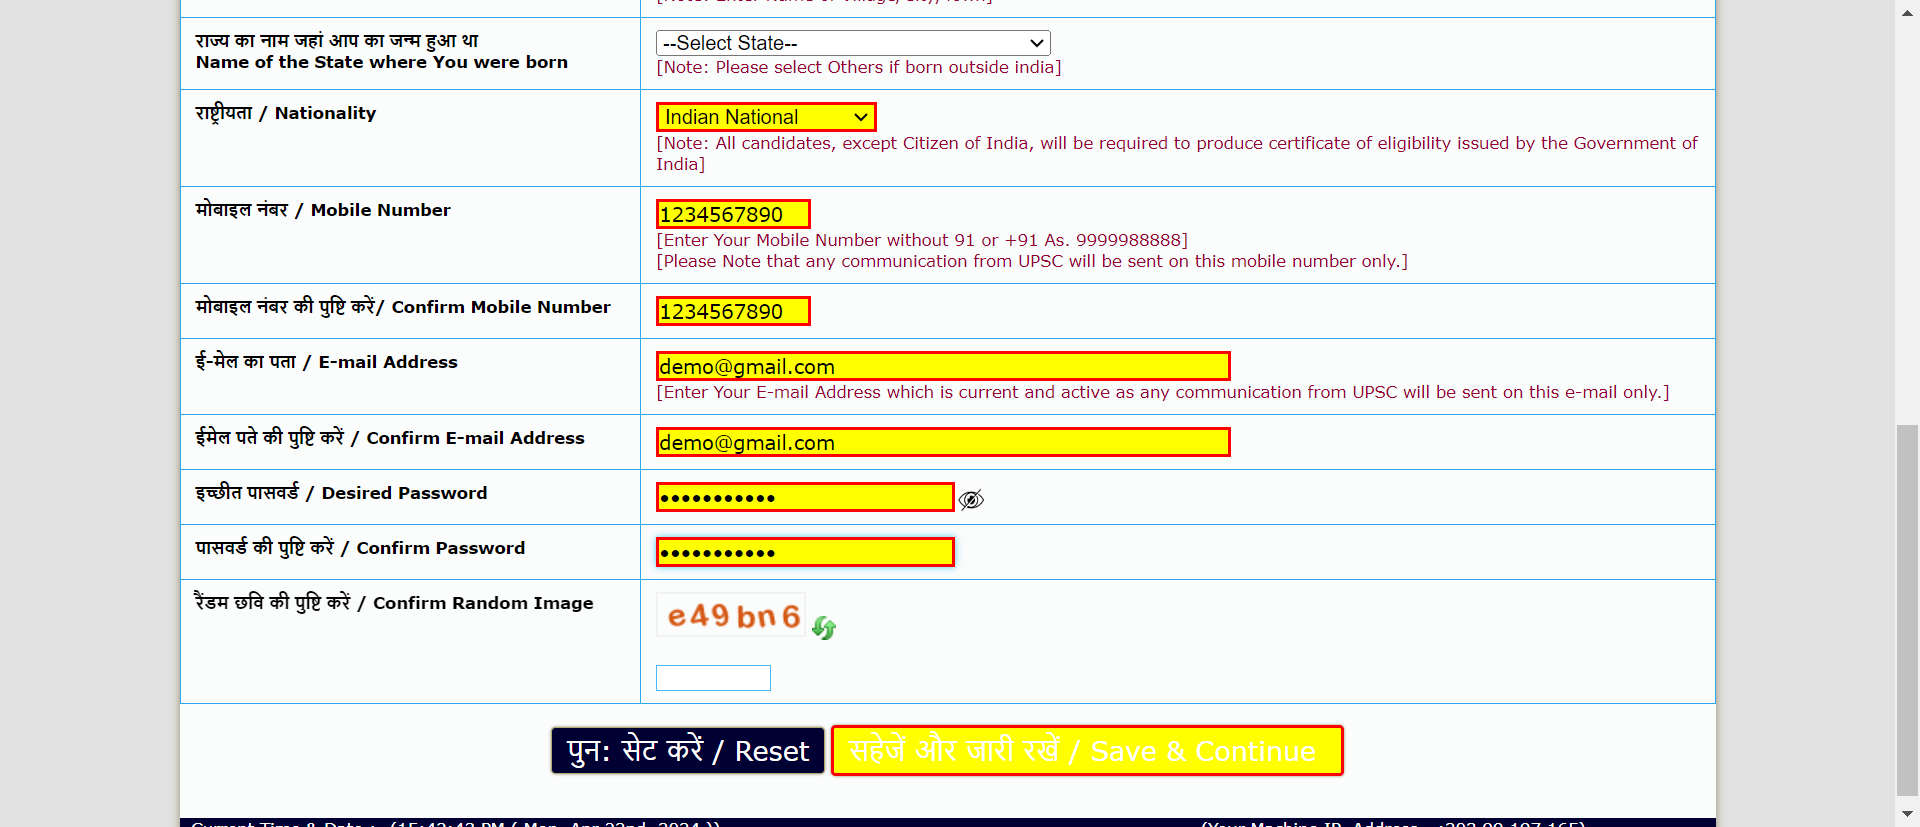 राज्य का नाम जहां आप का जन्म हुआ था
Name of the State where You were born
--Select State--
[Note: Please select Others if born outside india]
राष्ट्रीयता / Nationality
Indian National
[Note: All candidates, except Citizen of India, will be required to produce certificate of eligibility issued by the Government of
India]
मोबाइल नंबर / Mobile Number
1234567890
[Enter Your Mobile Number without 91 or +91 As. 9999988888]
[Please Note that any communication from UPSC will be sent on this mobile number only.]
मोबाइल नंबर की पुष्टि करें/ Confirm Mobile Number
1234567890
ई-मेल का पता / E-mail Address
demo@gmail.com
[Enter Your E-mail Address which is current and active as any communication from UPSC will be sent on this e-mail only.]
ईमेल पते की पुष्टि करें / Confirm E-mail Address
demo@gmail.com
इच्छीत पासवर्ड / Desired Password
•••••••••••
पासवर्ड की पुष्टि करें / Confirm Password
•••••••••••
रैंडम छवि की पुष्टि करें / Confirm Random Image
e49bn6
पुन: सेट करें / Reset
सहेजें और जारी रखें / Save & Continue